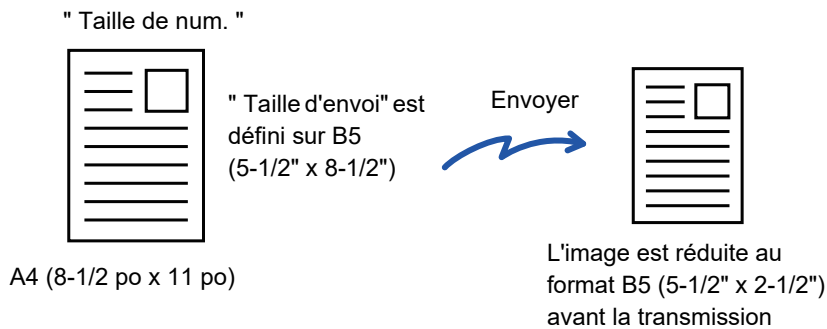 " Taille de num. "
" Taille d'envoi" est
défini sur B5
(5-1/2" x 8-1/2")
Envoyer
A4 (8-1/2 po x 11 po)
L'image est réduite au
format B5 (5-1/2" x 2-1/2")
avant la transmission